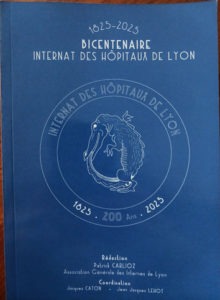 1825-2025
BICENTENAIRE
INTERNAT DES HÔPITAUX DE LYON
INTERNAT DES HÔPITAUX DE LYON
1825 . 200 Ans . 2025
Rédaction
Patrick CARLIOZ
Association Générale des Internes de Lyon
Coordination
Jacques CATON - Jean Jacques LEHOT